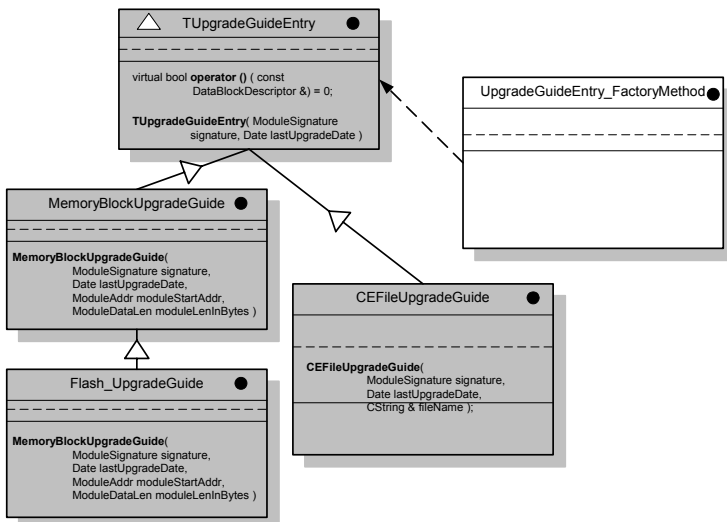 TUpgradeGuideEntry
virtual bool operator () ( const
DataBlockDescriptor &) = 0;
TUpgradeGuideEntry( ModuleSignature
signature, Date lastUpgradeDate )
UpgradeGuideEntry_FactoryMethod
MemoryBlockUpgradeGuide
MemoryBlockUpgradeGuide(
ModuleSignature signature,
Date lastUpgradeDate,
ModuleAddr moduleStartAddr,
ModuleDataLen moduleLenInBytes )
CEFileUpgradeGuide
CEFileUpgradeGuide(
ModuleSignature signature,
Date lastUpgradeDate,
CString & fileName );
Flash_UpgradeGuide
MemoryBlockUpgradeGuide(
ModuleSignature signature,
Date lastUpgradeDate,
ModuleAddr moduleStartAddr,
ModuleDataLen moduleLenInBytes )